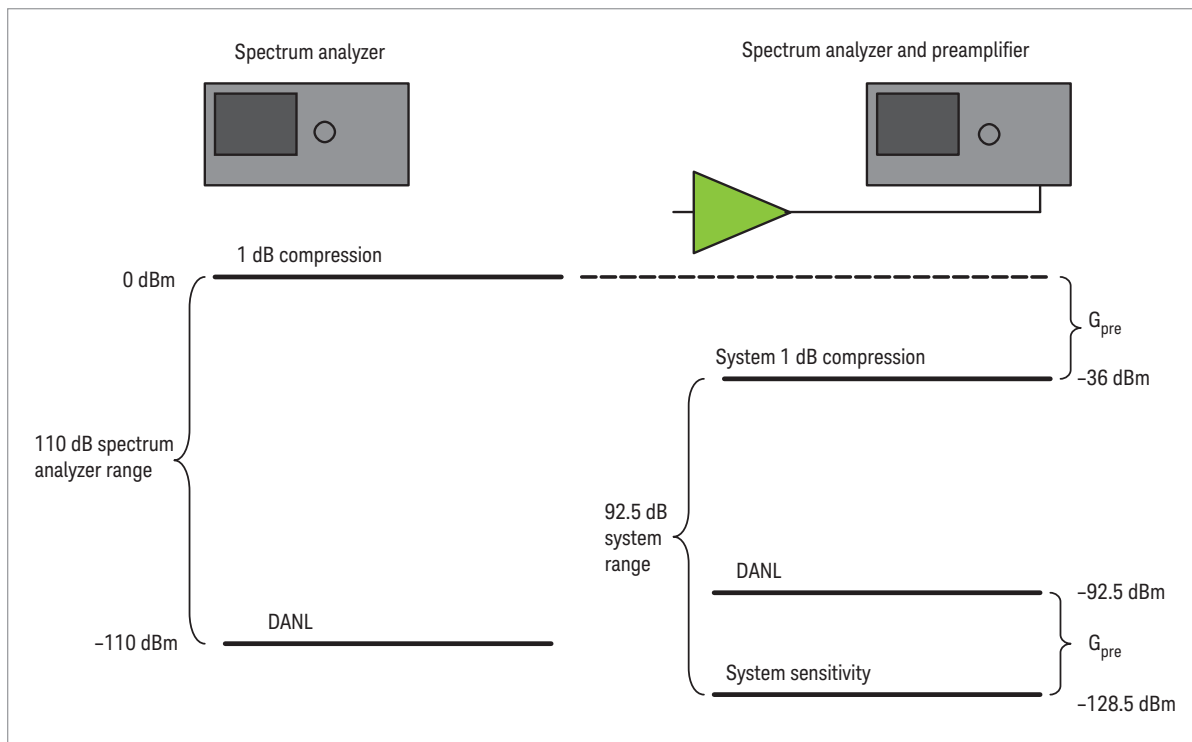 Spectrum analyzer
Spectrum analyzer and preamplifier
1 dB compression
0 dBm
G_pre
System 1 dB compression
–36 dBm
110 dB spectrum
analyzer range
92.5 dB
system
range
DANL
–92.5 dBm
DANL
–110 dBm
G_pre
System sensitivity
–128.5 dBm